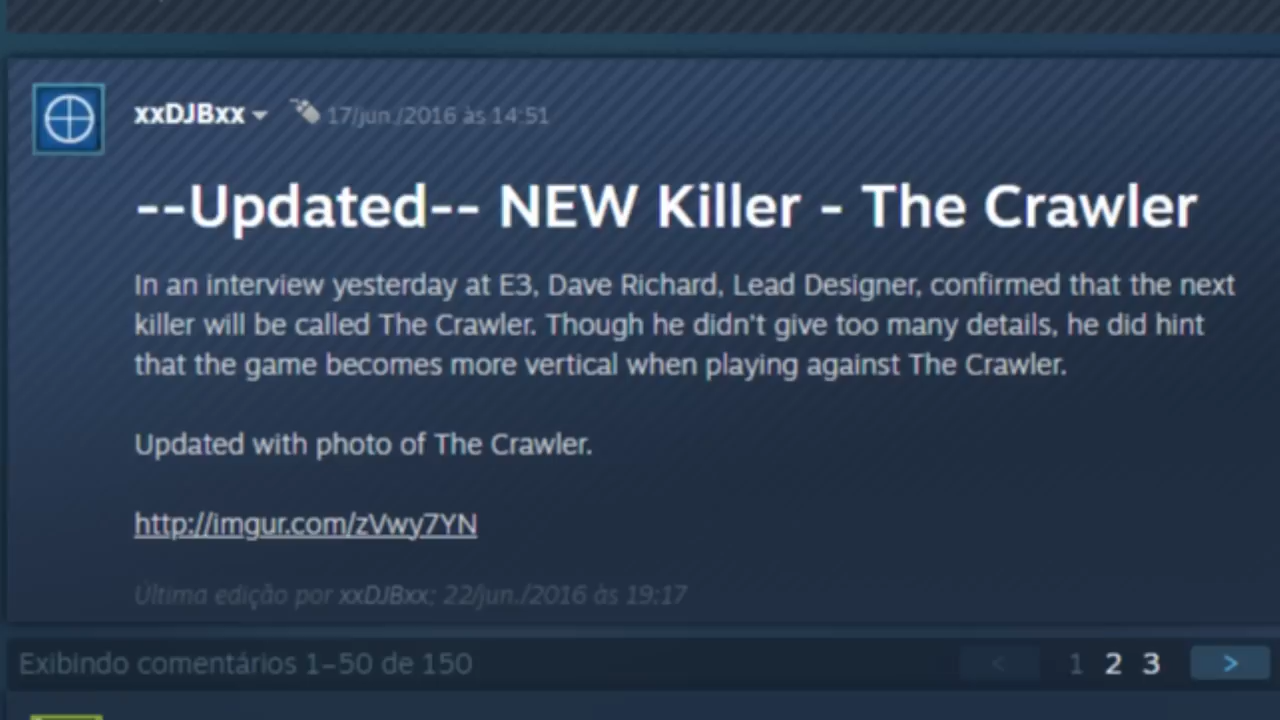 xxDJBxx 17/jun./2016 às 14:51
--Updated-- NEW Killer - The Crawler
In an interview yesterday at E3, Dave Richard, Lead Designer, confirmed that the next
killer will be called The Crawler. Though he didn't give too many details, he did hint
that the game becomes more vertical when playing against The Crawler.
Updated with photo of The Crawler.
http://imgur.com/zVwy7YN
Última edição por xxDJBxx; 22/jun./2016 às 19:17
Exibindo comentários 1–50 de 150 < 1 2 3 >